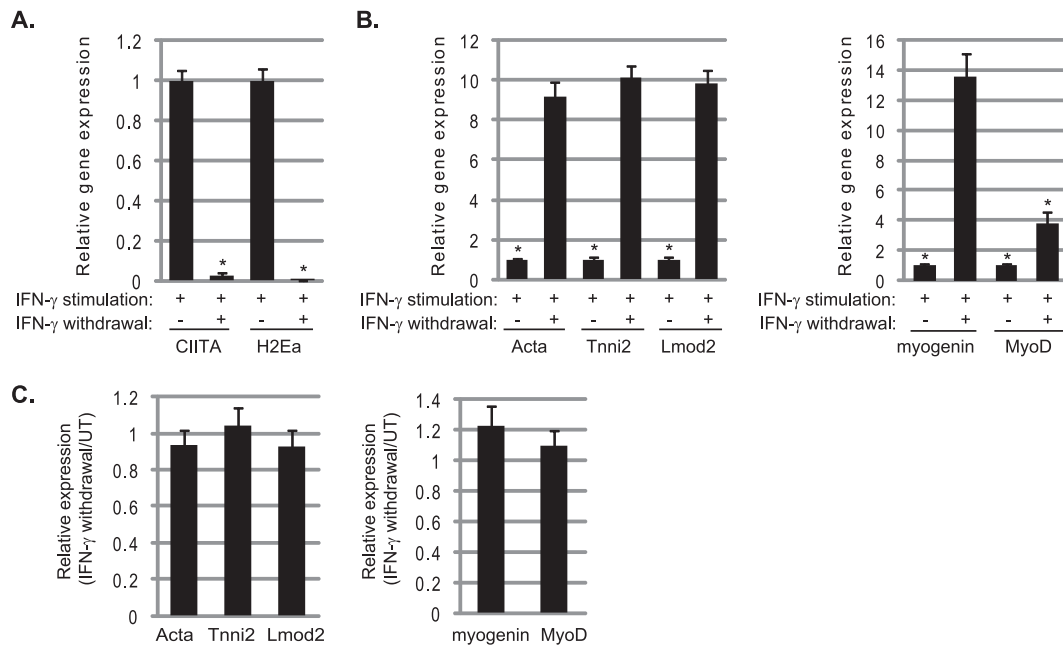 A.
B.
Relative gene expression
1.2
1
0.8
0.6
0.4
0.2
0
*
*
IFN-γ stimulation: + + + +
IFN-γ withdrawal: - + - +
CIITA H2Ea
Relative gene expression
12
10
8
6
4
2
0
* * *
IFN-γ stimulation: + + + + + +
IFN-γ withdrawal: - + - + - +
Acta Tnni2 Lmod2
Relative gene expression
16
14
12
10
8
6
4
2
0
* * *
IFN-γ stimulation: + + + +
IFN-γ withdrawal: - + - +
myogenin MyoD
C.
Relative expression
(IFN-γ withdrawal/UT)
1.2
1
0.8
0.6
0.4
0.2
0
Acta Tnni2 Lmod2
Relative expression
(IFN-γ withdrawal/UT)
1.4
1.2
1
0.8
0.6
0.4
0.2
0
myogenin MyoD